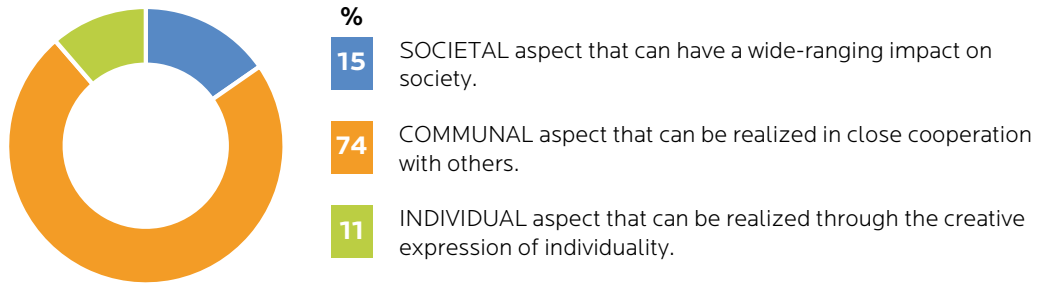 %
15
SOCIETAL aspect that can have a wide-ranging impact on
society.
74
COMMUNAL aspect that can be realized in close cooperation
with others.
11
INDIVIDUAL aspect that can be realized through the creative
expression of individuality.